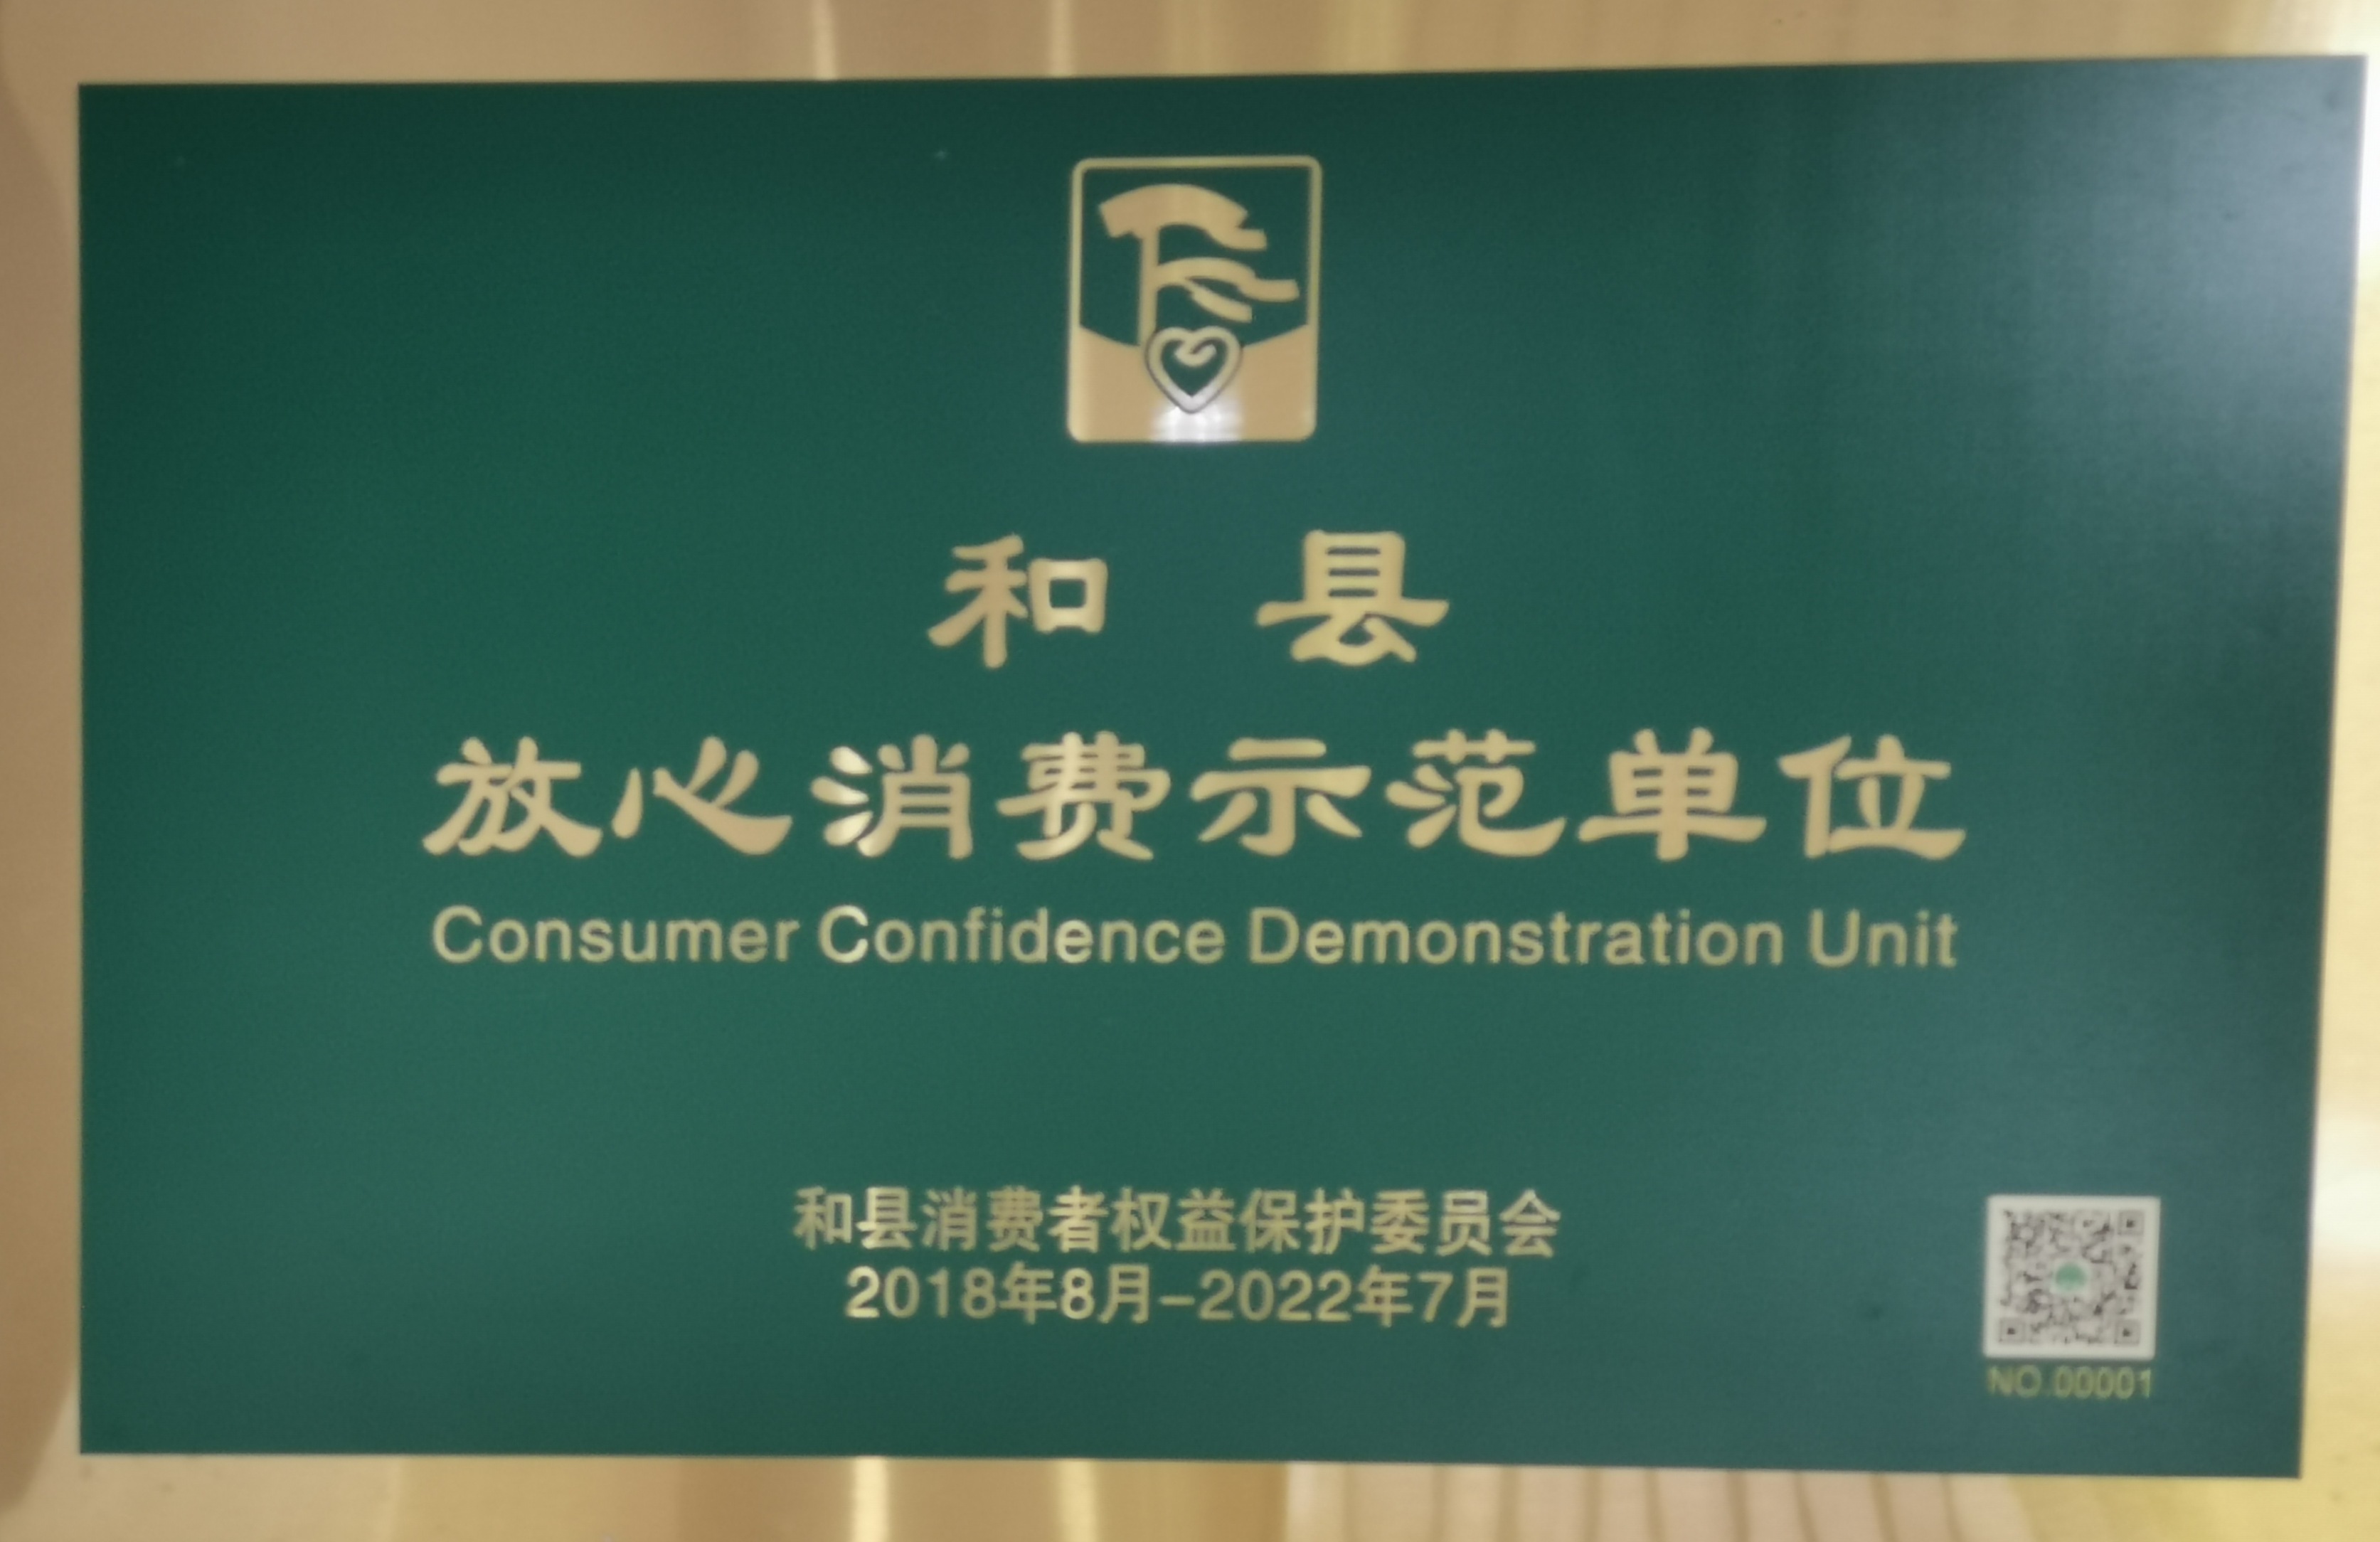 和 县
放心消费示范单位
Consumer Confidence Demonstration Unit
和县消费者权益保护委员会
2018年8月-2022年7月
NO.00001